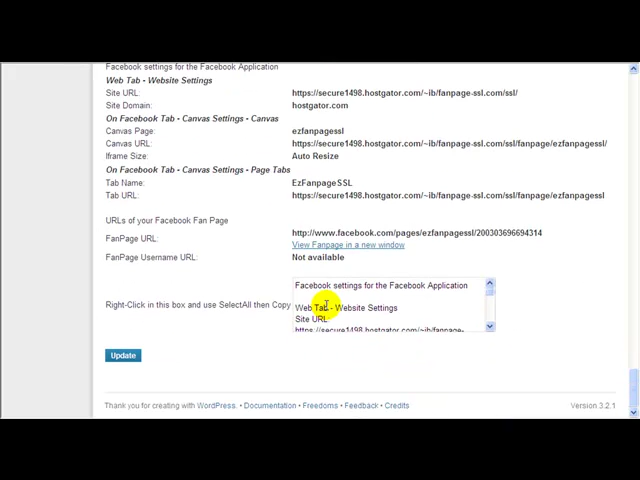 Facebook settings for the Facebook Application
Web Tab - Website Settings
Site URL: https://secure1498.hostgator.com/~ib/fanpage-ssl.com/ssl/
Site Domain: hostgator.com
On Facebook Tab - Canvas Settings - Canvas
Canvas Page: ezfanpagessl
Canvas URL: https://secure1498.hostgator.com/~ib/fanpage-ssl.com/ssl/fanpage/ezfanpagessl/
Iframe Size: Auto Resize
On Facebook Tab - Canvas Settings - Page Tabs
Tab Name: EzFanpageSSL
Tab URL: https://secure1498.hostgator.com/~ib/fanpage-ssl.com/ssl/fanpage/ezfanpagessl
URLs of your Facebook Fan Page
FanPage URL: http://www.facebook.com/pages/ezfanpagessl/200303696694314
View Fanpage in a new window
FanPage Username URL: Not available
Right-Click in this box and use SelectAll then Copy
Facebook settings for the Facebook Application
Web Tab - Website Settings
Site URL
https://secure1498.hostgator.com/~ib/fanpage-
Update
Thank you for creating with WordPress. • Documentation • Freedoms • Feedback • Credits
Version 3.2.1